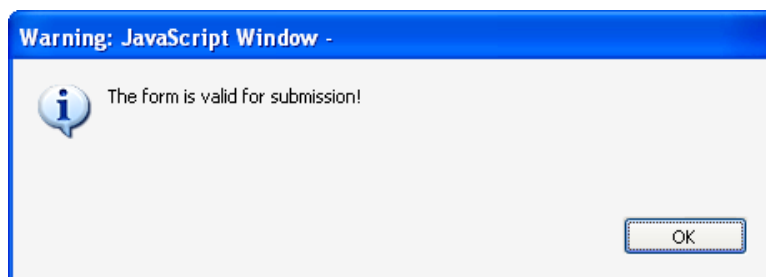 Warning: JavaScript Window -
The form is valid for submission!
OK